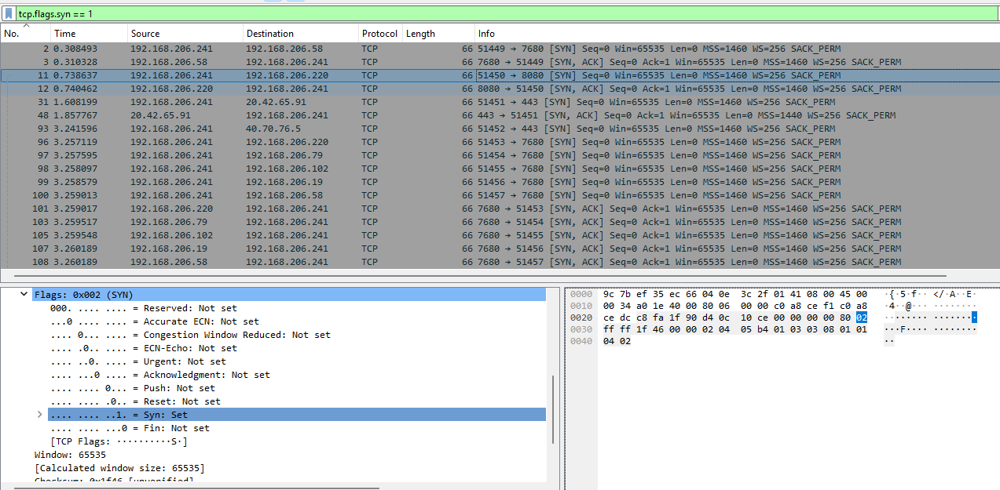 tcp.flags.syn == 1
No. Time Source Destination Protocol Length Info
2 0.308493 192.168.206.241 192.168.206.58 TCP 66 51449 → 7680 [SYN] Seq=0 Win=65535 Len=0 MSS=1460 WS=256 SACK_PERM
3 0.310328 192.168.206.58 192.168.206.241 TCP 66 7680 → 51449 [SYN, ACK] Seq=0 Ack=1 Win=65535 Len=0 MSS=1460 WS=256 SACK_PERM
11 0.738637 192.168.206.241 192.168.206.220 TCP 66 51450 → 8080 [SYN] Seq=0 Win=65535 Len=0 MSS=1460 WS=256 SACK_PERM
12 0.740462 192.168.206.220 192.168.206.241 TCP 66 8080 → 51450 [SYN, ACK] Seq=0 Ack=1 Win=65535 Len=0 MSS=1460 WS=256 SACK_PERM
31 1.608199 192.168.206.241 20.42.65.91 TCP 66 51451 → 443 [SYN] Seq=0 Win=65535 Len=0 MSS=1460 WS=256 SACK_PERM
48 1.857767 20.42.65.91 192.168.206.241 TCP 66 443 → 51451 [SYN, ACK] Seq=0 Ack=1 Win=65535 Len=0 MSS=1440 WS=256 SACK_PERM
93 3.241596 192.168.206.241 40.70.76.5 TCP 66 51452 → 443 [SYN] Seq=0 Win=65535 Len=0 MSS=1460 WS=256 SACK_PERM
96 3.257119 192.168.206.241 192.168.206.220 TCP 66 51453 → 7680 [SYN] Seq=0 Win=65535 Len=0 MSS=1460 WS=256 SACK_PERM
97 3.257595 192.168.206.241 192.168.206.79 TCP 66 51454 → 7680 [SYN] Seq=0 Win=65535 Len=0 MSS=1460 WS=256 SACK_PERM
98 3.258097 192.168.206.241 192.168.206.102 TCP 66 51455 → 7680 [SYN] Seq=0 Win=65535 Len=0 MSS=1460 WS=256 SACK_PERM
99 3.258579 192.168.206.241 192.168.206.19 TCP 66 51456 → 7680 [SYN] Seq=0 Win=65535 Len=0 MSS=1460 WS=256 SACK_PERM
100 3.259013 192.168.206.241 192.168.206.58 TCP 66 51457 → 7680 [SYN] Seq=0 Win=65535 Len=0 MSS=1460 WS=256 SACK_PERM
101 3.259017 192.168.206.220 192.168.206.241 TCP 66 7680 → 51453 [SYN, ACK] Seq=0 Ack=1 Win=65535 Len=0 MSS=1460 WS=256 SACK_PERM
103 3.259517 192.168.206.79 192.168.206.241 TCP 66 7680 → 51454 [SYN, ACK] Seq=0 Ack=1 Win=65535 Len=0 MSS=1460 WS=256 SACK_PERM
105 3.259548 192.168.206.102 192.168.206.241 TCP 66 7680 → 51455 [SYN, ACK] Seq=0 Ack=1 Win=65535 Len=0 MSS=1460 WS=256 SACK_PERM
107 3.260189 192.168.206.19 192.168.206.241 TCP 66 7680 → 51456 [SYN, ACK] Seq=0 Ack=1 Win=65535 Len=0 MSS=1460 WS=256 SACK_PERM
108 3.260189 192.168.206.58 192.168.206.241 TCP 66 7680 → 51457 [SYN, ACK] Seq=0 Ack=1 Win=65535 Len=0 MSS=1460 WS=256 SACK_PERM
Flags: 0x002 (SYN)
000. .... .... = Reserved: Not set
...0 .... .... = Accurate ECN: Not set
.... 0... .... = Congestion Window Reduced: Not set
.... .0.. .... = ECN-Echo: Not set
.... ..0. .... = Urgent: Not set
.... ...0 .... = Acknowledgment: Not set
.... .... 0... = Push: Not set
.... .... .0.. = Reset: Not set
.... .... ..1. = Syn: Set
.... .... ...0 = Fin: Not set
[TCP Flags: ··········S·]
Window: 65535
[Calculated window size: 65535]
Checksum: 0x1f46 [unverified]
0000 9c 7b ef 35 ec 66 04 0e 3c 2f 01 41 08 00 45 00 ·{·5·f·· </·A··E·
0010 00 34 a0 1e 40 00 80 06 00 00 c0 a8 ce f1 c0 a8 ·4··@··· ········
0020 ce dc c8 fa 1f 90 d4 0c 10 ce 00 00 00 00 80 02 ········ ········
0030 ff ff 1f 46 00 00 02 04 05 b4 01 03 03 08 01 01 ···F···· ········
0040 04 02 ··